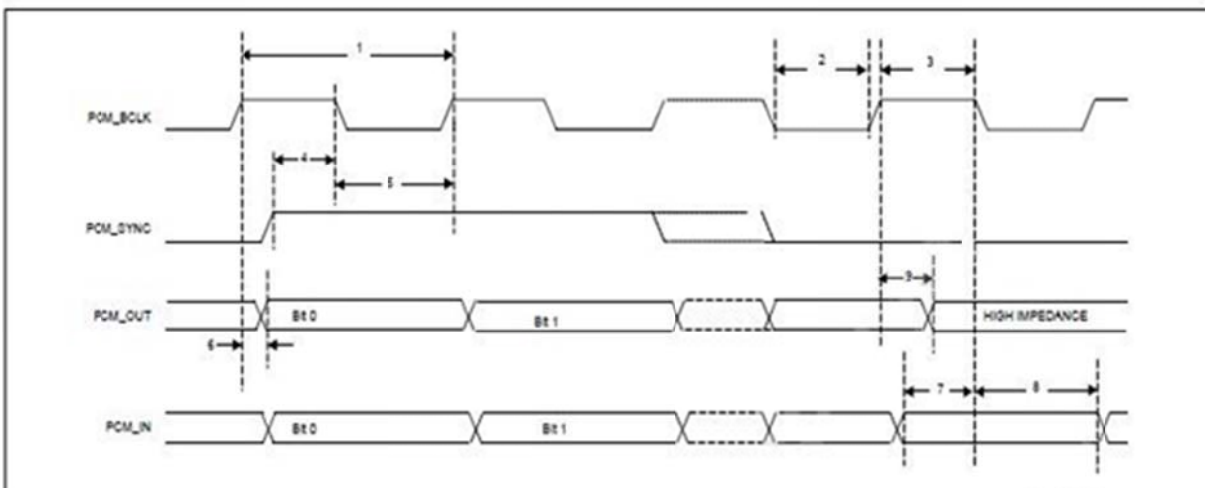 1
2
3
PCM_BCLK
4
5
PCM_SYNC
9
PCM_OUT
Bit 0
Bit 1
HIGH IMPEDANCE
6
7
8
PCM_IN
Bit 0
Bit 1